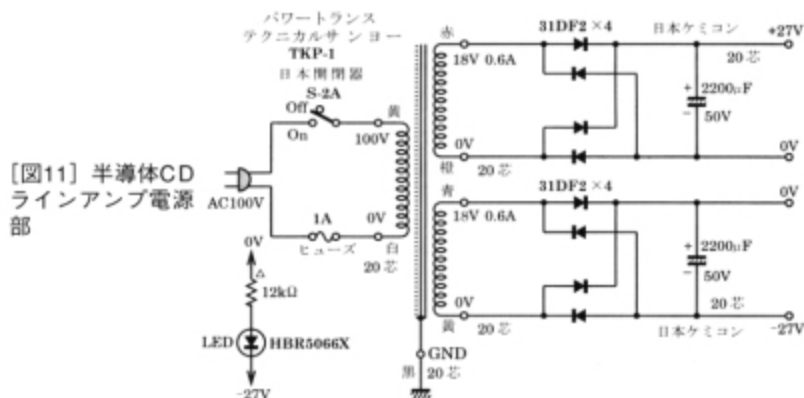 パワートランス
テクニカルサンヨー
TKP-1
日本開閉器
S-2A
Off
On
黄
100V
AC100V
1A
ヒューズ
0V
白
20芯
[図11] 半導体CD
ラインアンプ電源
部
0V
△
12kΩ
LED
HBR5066X
-27V
赤
18V 0.6A
0V
橙
20芯
31DF2 ×4
日本ケミコン
+27V
20芯
+
2200μF
-
50V
0V
青
18V 0.6A
0V
黄
20芯
31DF2 ×4
0V
+
2200μF
-
50V
20芯
日本ケミコン
-27V
GND
黒
20芯